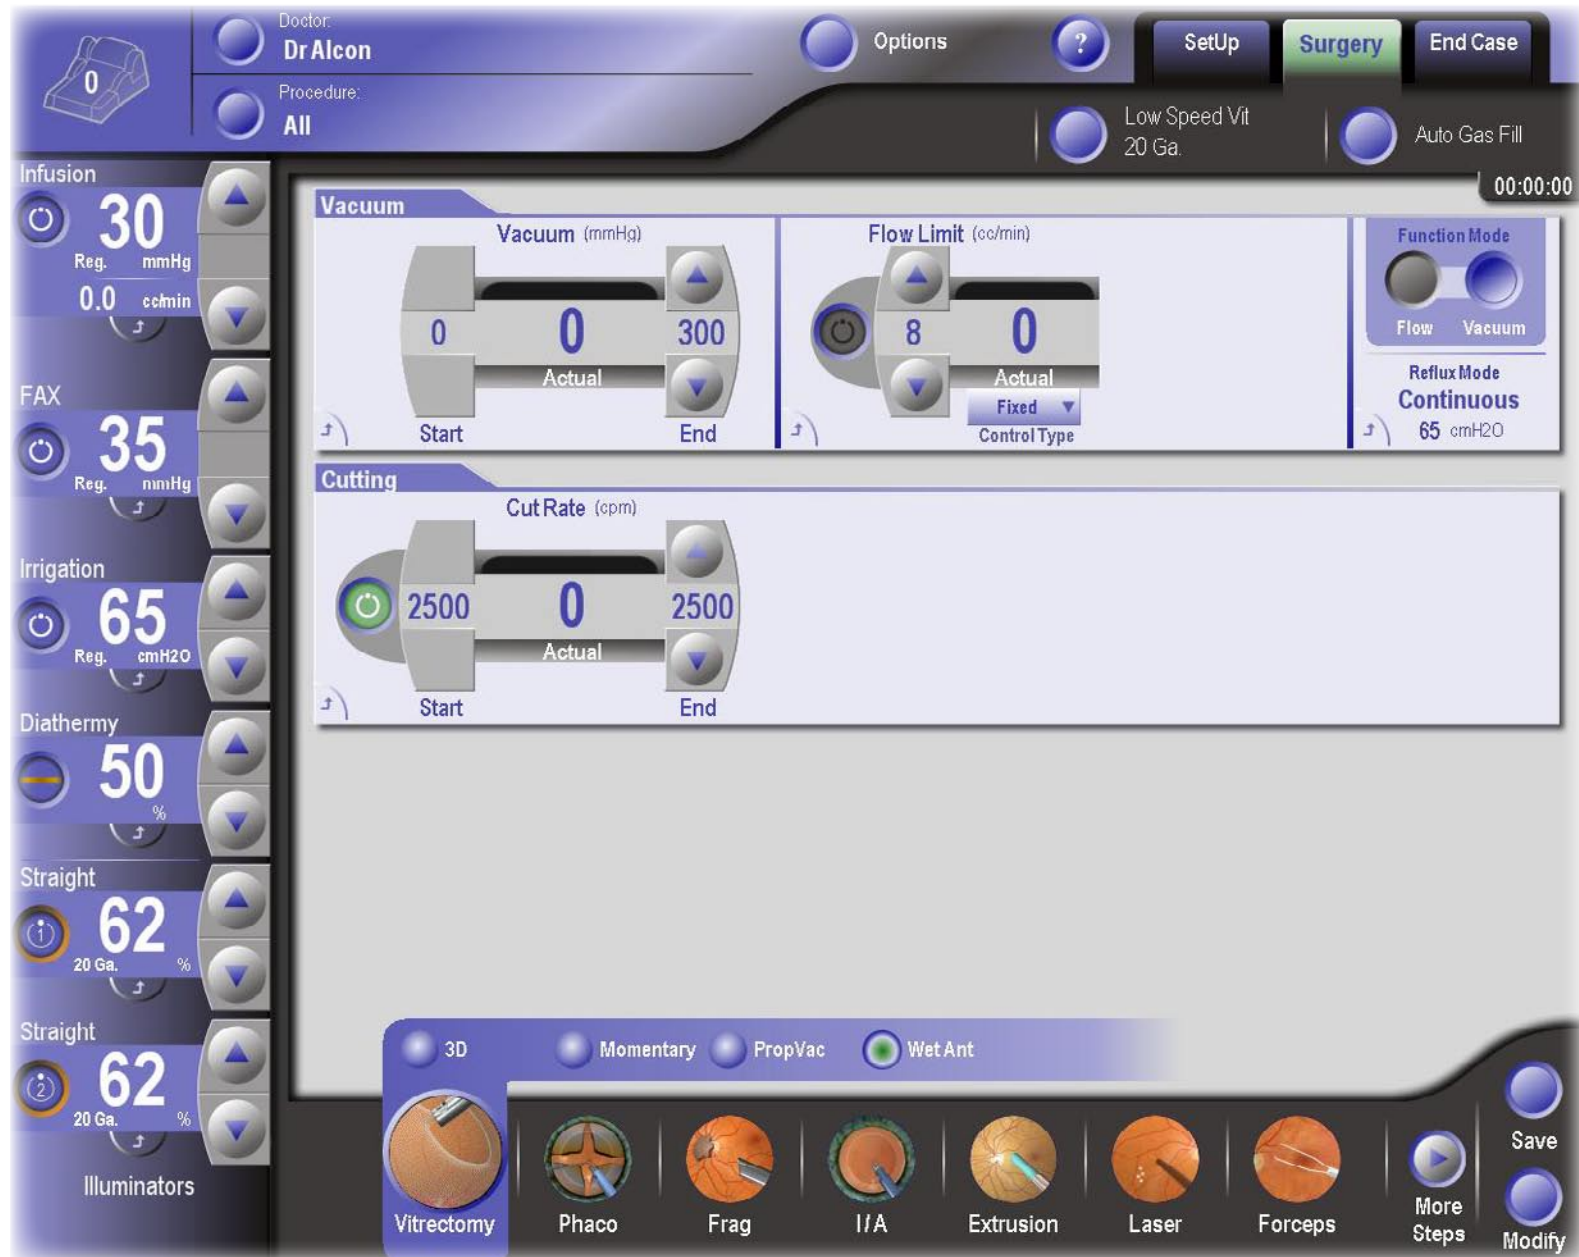 0
Doctor:
Dr Alcon
Procedure:
All
Options
?
SetUp
Surgery
End Case
Low Speed Vit
20 Ga.
Auto Gas Fill
00:00:00
Infusion
30
Reg. mmHg
0.0 cc/min
FAX
35
Reg. mmHg
Irrigation
65
Reg. cmH2O
Diathermy
50
%
Straight
1
62
20 Ga. %
Straight
2
62
20 Ga. %
Illuminators
Vacuum
Vacuum (mmHg)
0 0 300
Actual
Start End
Flow Limit (cc/min)
8 0
Actual
Fixed
Control Type
Function Mode
Flow Vacuum
Reflux Mode
Continuous
65 cmH2O
Cutting
Cut Rate (cpm)
2500 0 2500
Actual
Start End
3D Momentary PropVac Wet Ant
Vitrectomy Phaco Frag I/A Extrusion Laser Forceps
More
Steps
Save
Modify